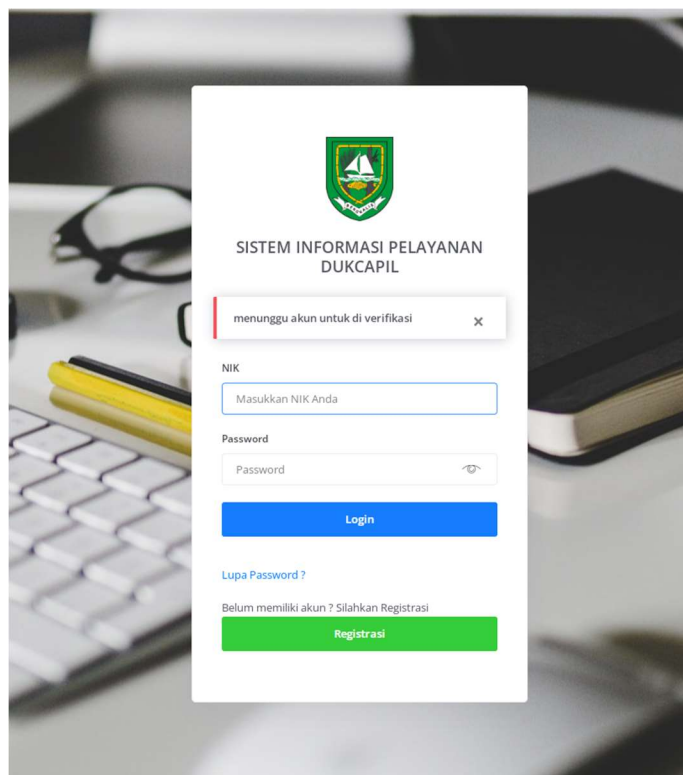 SISTEM INFORMASI PELAYANAN
DUKCAPIL
menunggu akun untuk di verifikasi
NIK
Masukkan NIK Anda
Password
Password
Login
Lupa Password ?
Belum memiliki akun ? Silahkan Registrasi
Registrasi